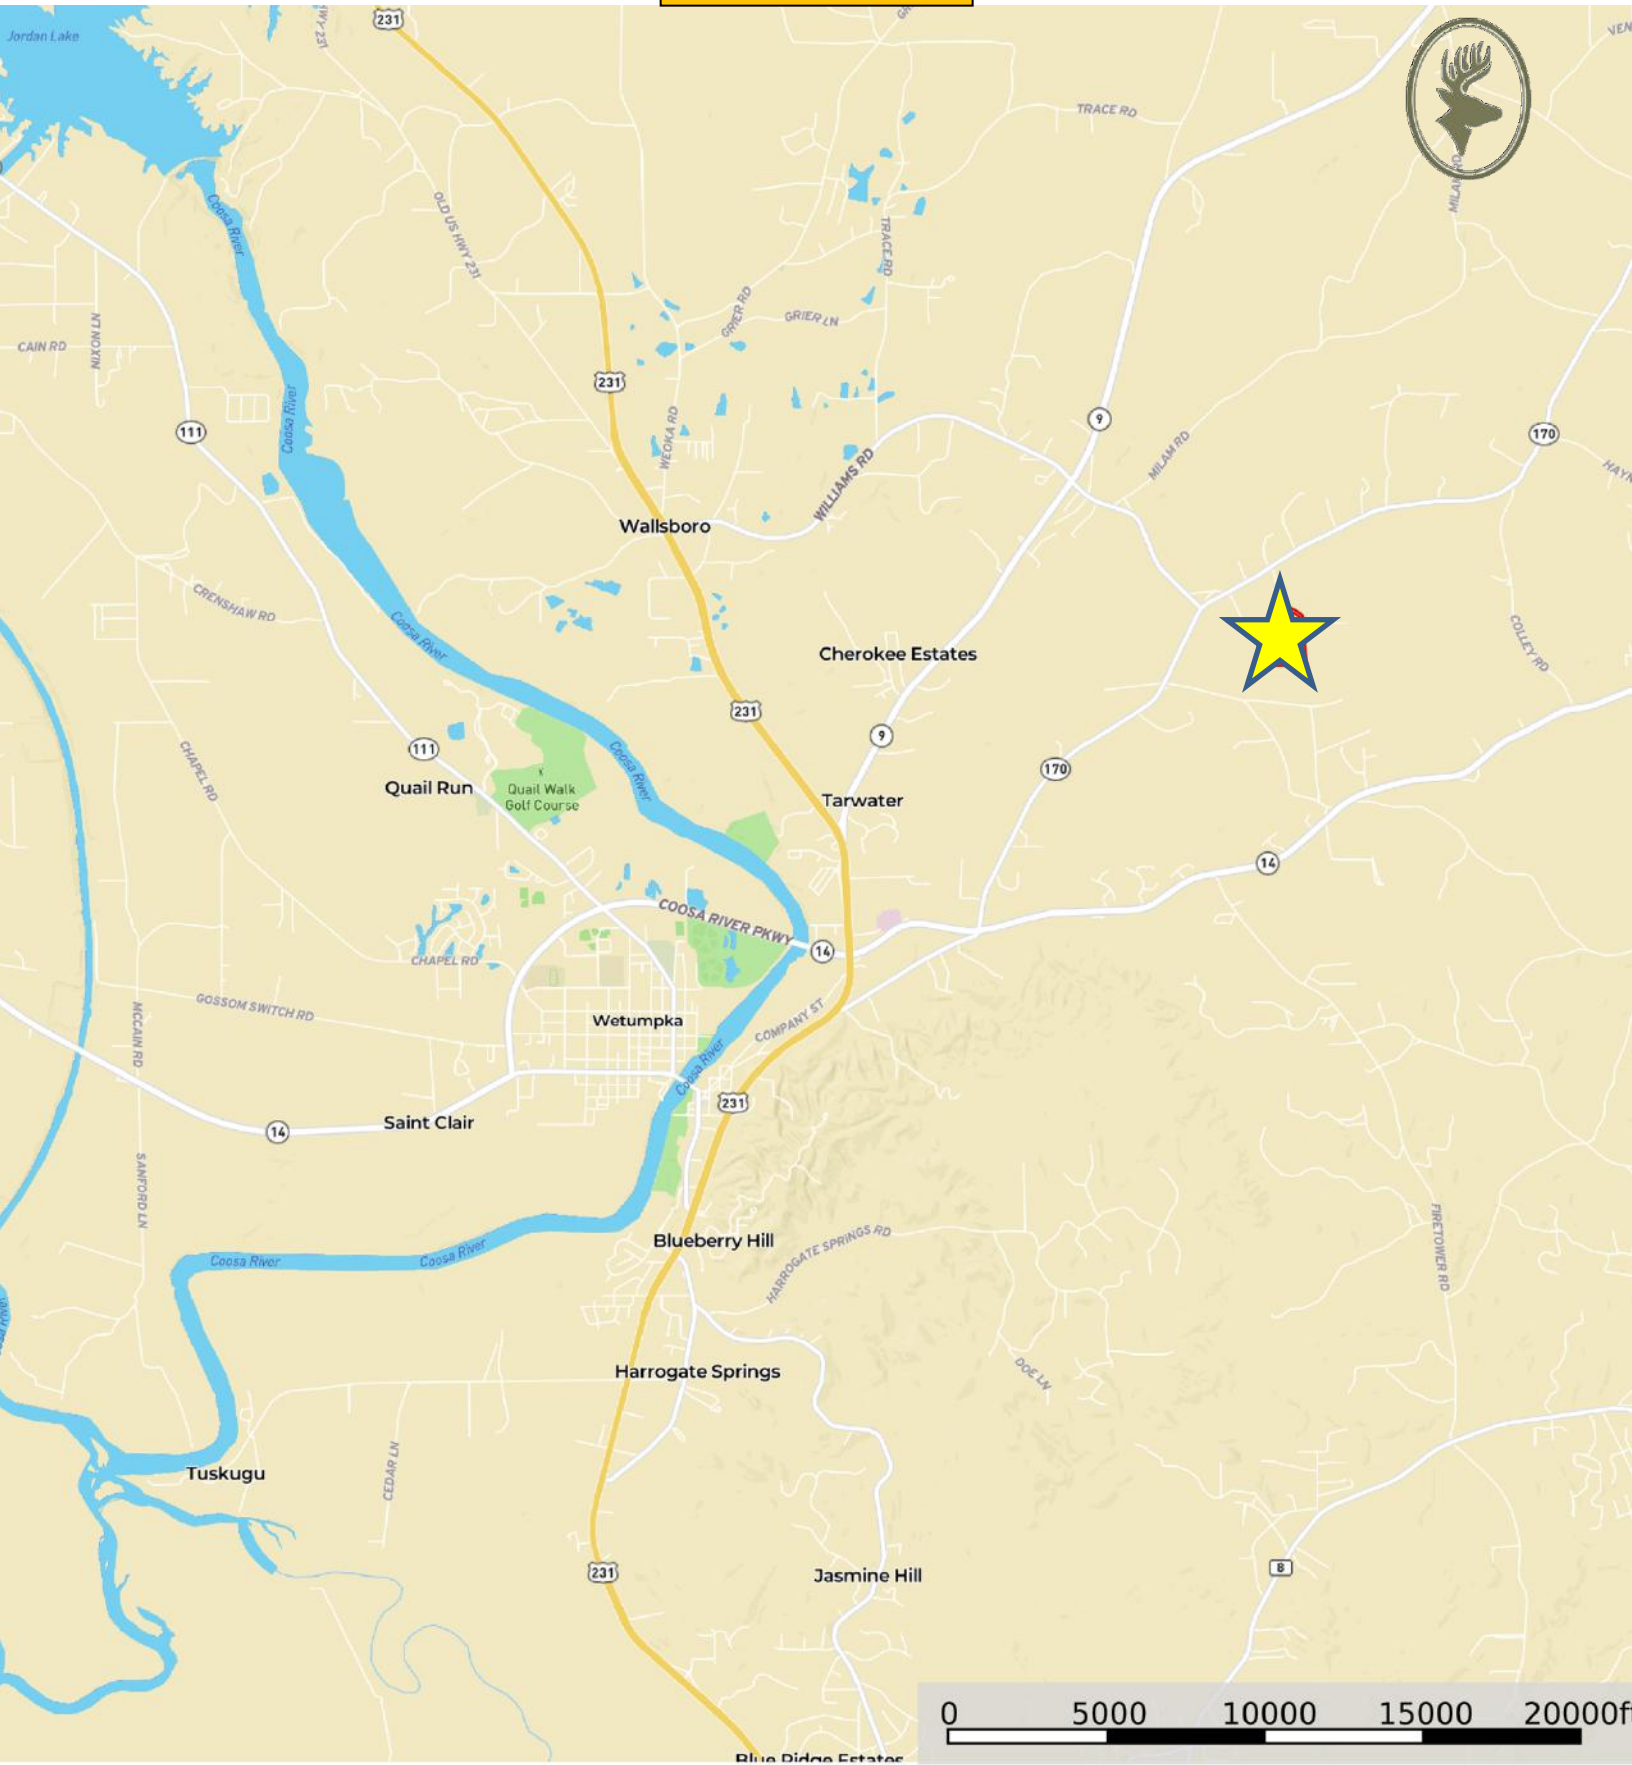 231
Jordan Lake
HWY 231
TRACE RD
Coosa River
OLD US HWY 231
TRACE RD
GRIER RD
GRIER LN
CAIN RD
NIXON LN
231
Coosa River
9
111
WEOKA RD
170
MILAM RD
WILLIAMS RD
Wallsboro
CRENSHAW RD
Coosa River
Cherokee Estates
COLLEY RD
231
9
111
Coosa River
170
CHAPEL RD
Quail Run
Quail Walk
Golf Course
Tarwater
14
COOSA RIVER PKWY
14
CHAPEL RD
GOSSOM SWITCH RD
Wetumpka
COMPANY ST
MCCAIN RD
Coosa River
231
Saint Clair
14
SANFORD LN
FIRETOWER RD
Blueberry Hill
HARROGATE SPRINGS RD
Coosa River
Coosa River
Harrogate Springs
DOE LN
Tuskugu
CEDAR LN
231
Jasmine Hill
8
0 5000 10000 15000 20000ft
Blue Ridge Estates